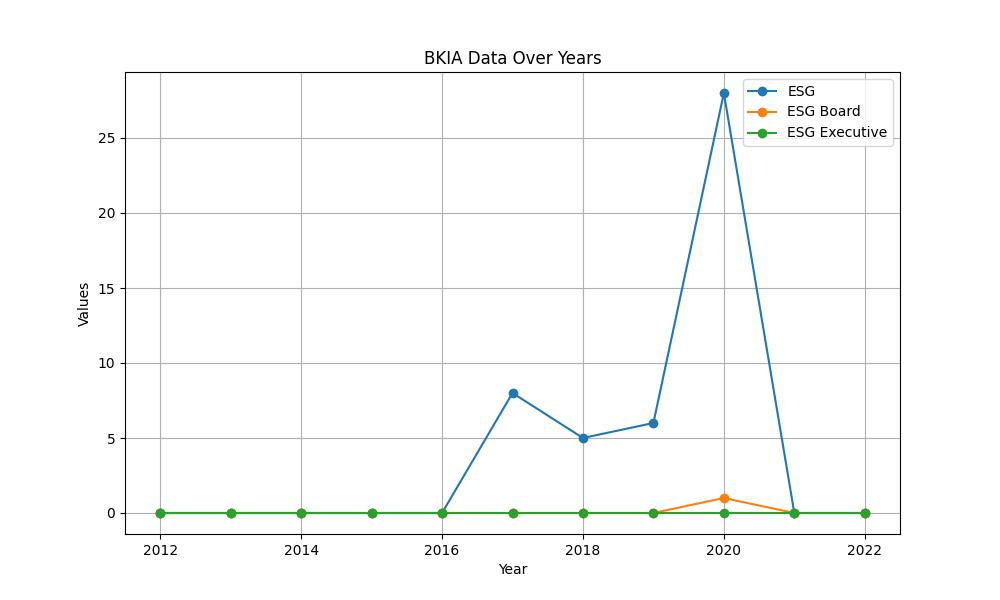 BKIA Data Over Years
ESG
ESG Board
ESG Executive
Values
25
20
15
10
5
0
2012 2014 2016 2018 2020 2022
Year